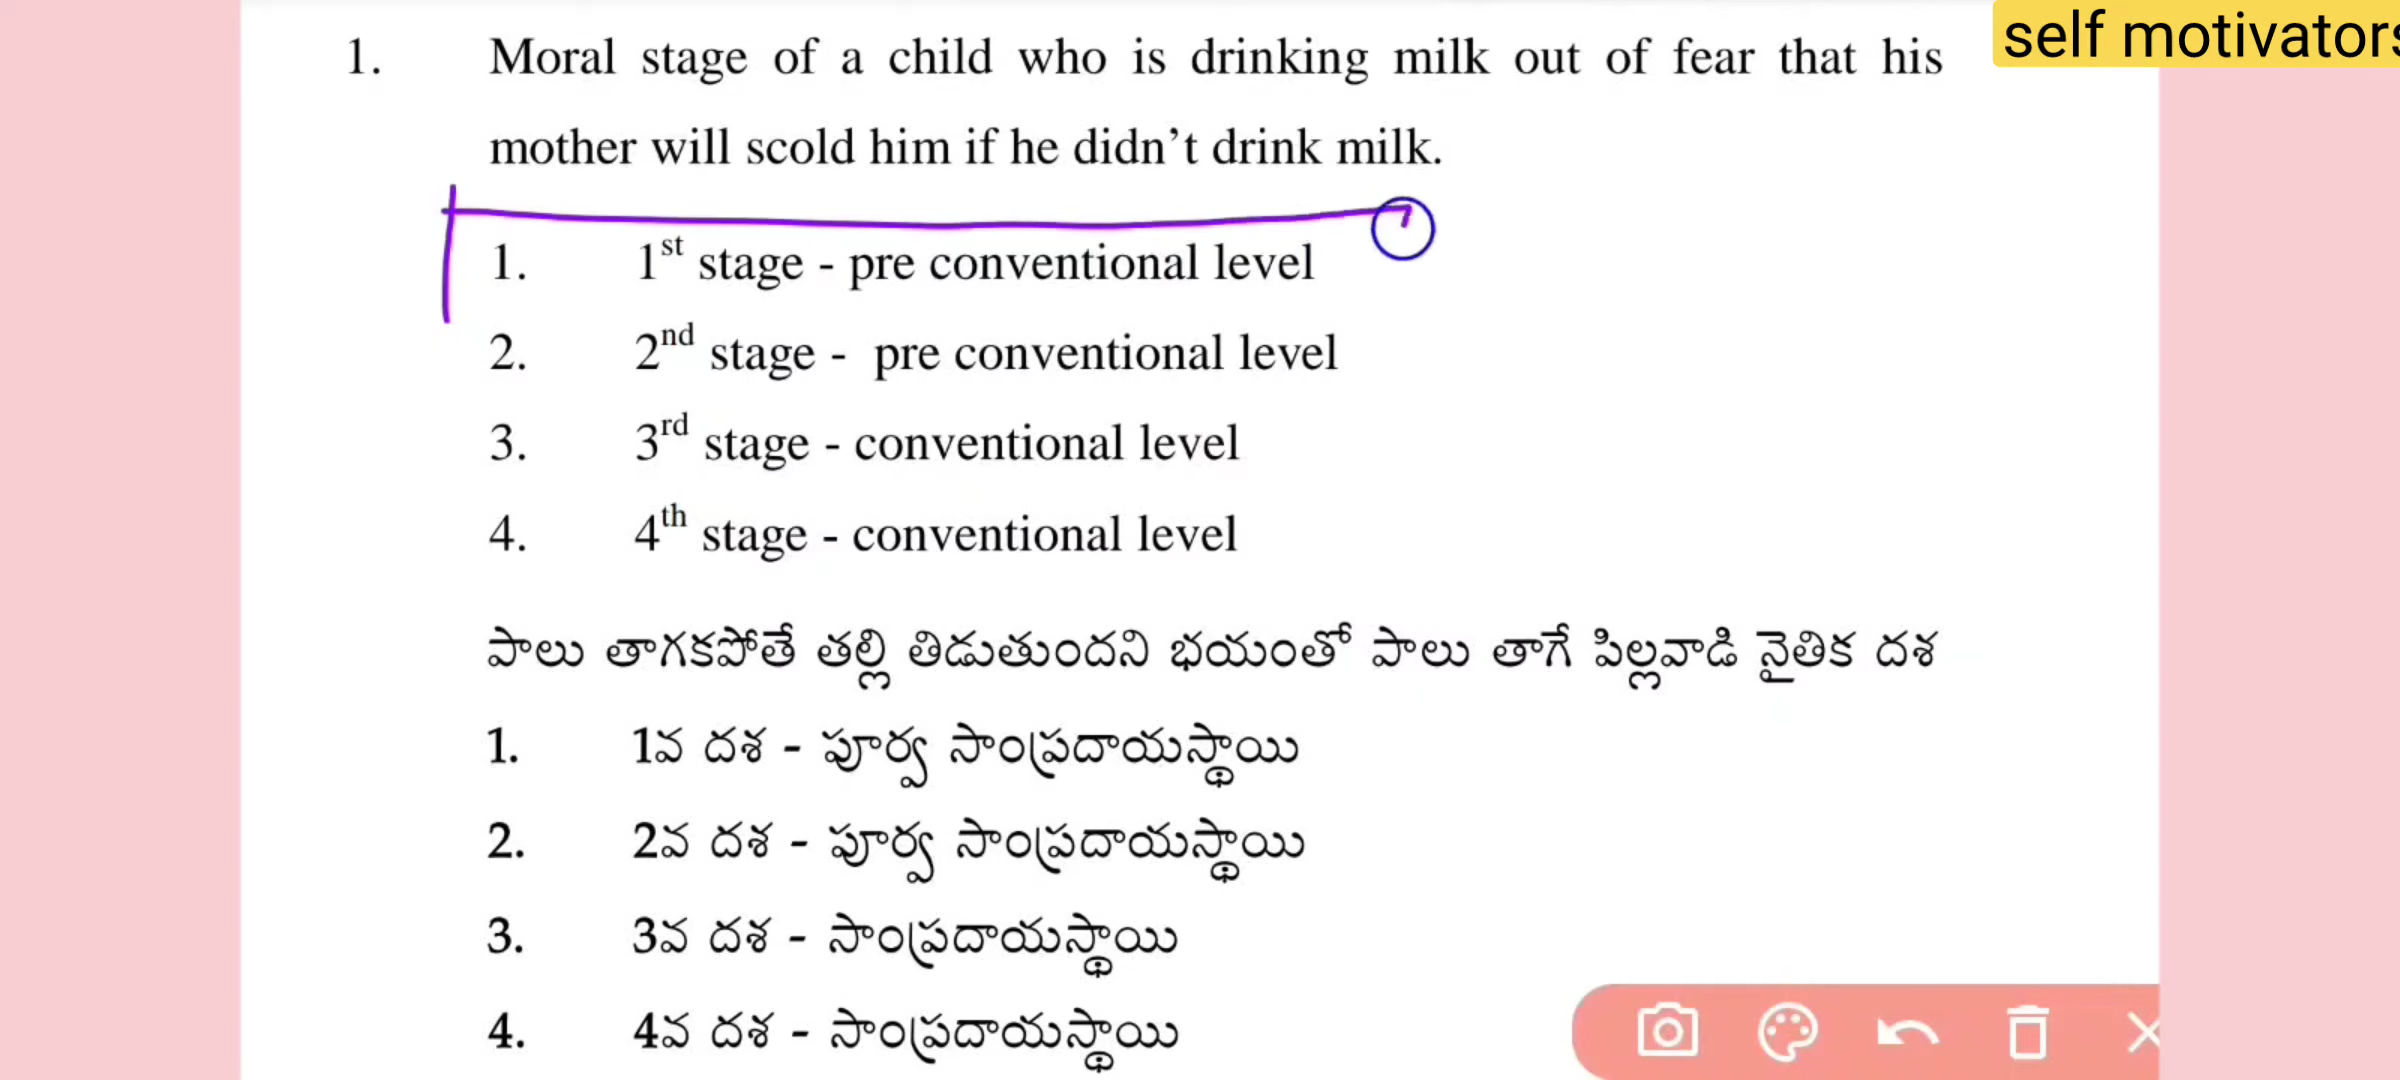 self motivators
1. Moral stage of a child who is drinking milk out of fear that his
mother will scold him if he didn’t drink milk.
1. 1st stage - pre conventional level
2. 2nd stage - pre conventional level
3. 3rd stage - conventional level
4. 4th stage - conventional level
పాలు తాగకపోతే తల్లి తిడుతుందని భయంతో పాలు తాగే పిల్లవాడి నైతిక దశ
1. 1వ దశ - పూర్వ సాంప్రదాయస్థాయి
2. 2వ దశ - పూర్వ సాంప్రదాయస్థాయి
3. 3వ దశ - సాంప్రదాయస్థాయి
4. 4వ దశ - సాంప్రదాయస్థాయి